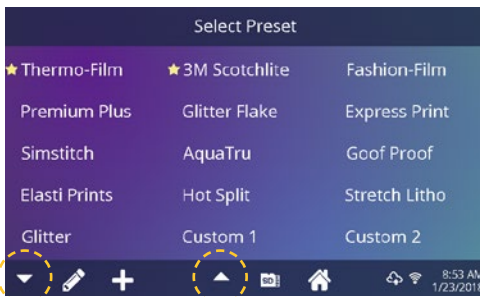 Select Preset
Thermo-Film 3M Scotchlite Fashion-Film
Premium Plus Glitter Flake Express Print
Simstitch AquaTru Goof Proof
Elasti Prints Hot Split Stretch Litho
Glitter Custom 1 Custom 2
SD 8:53 AM
1/23/2018